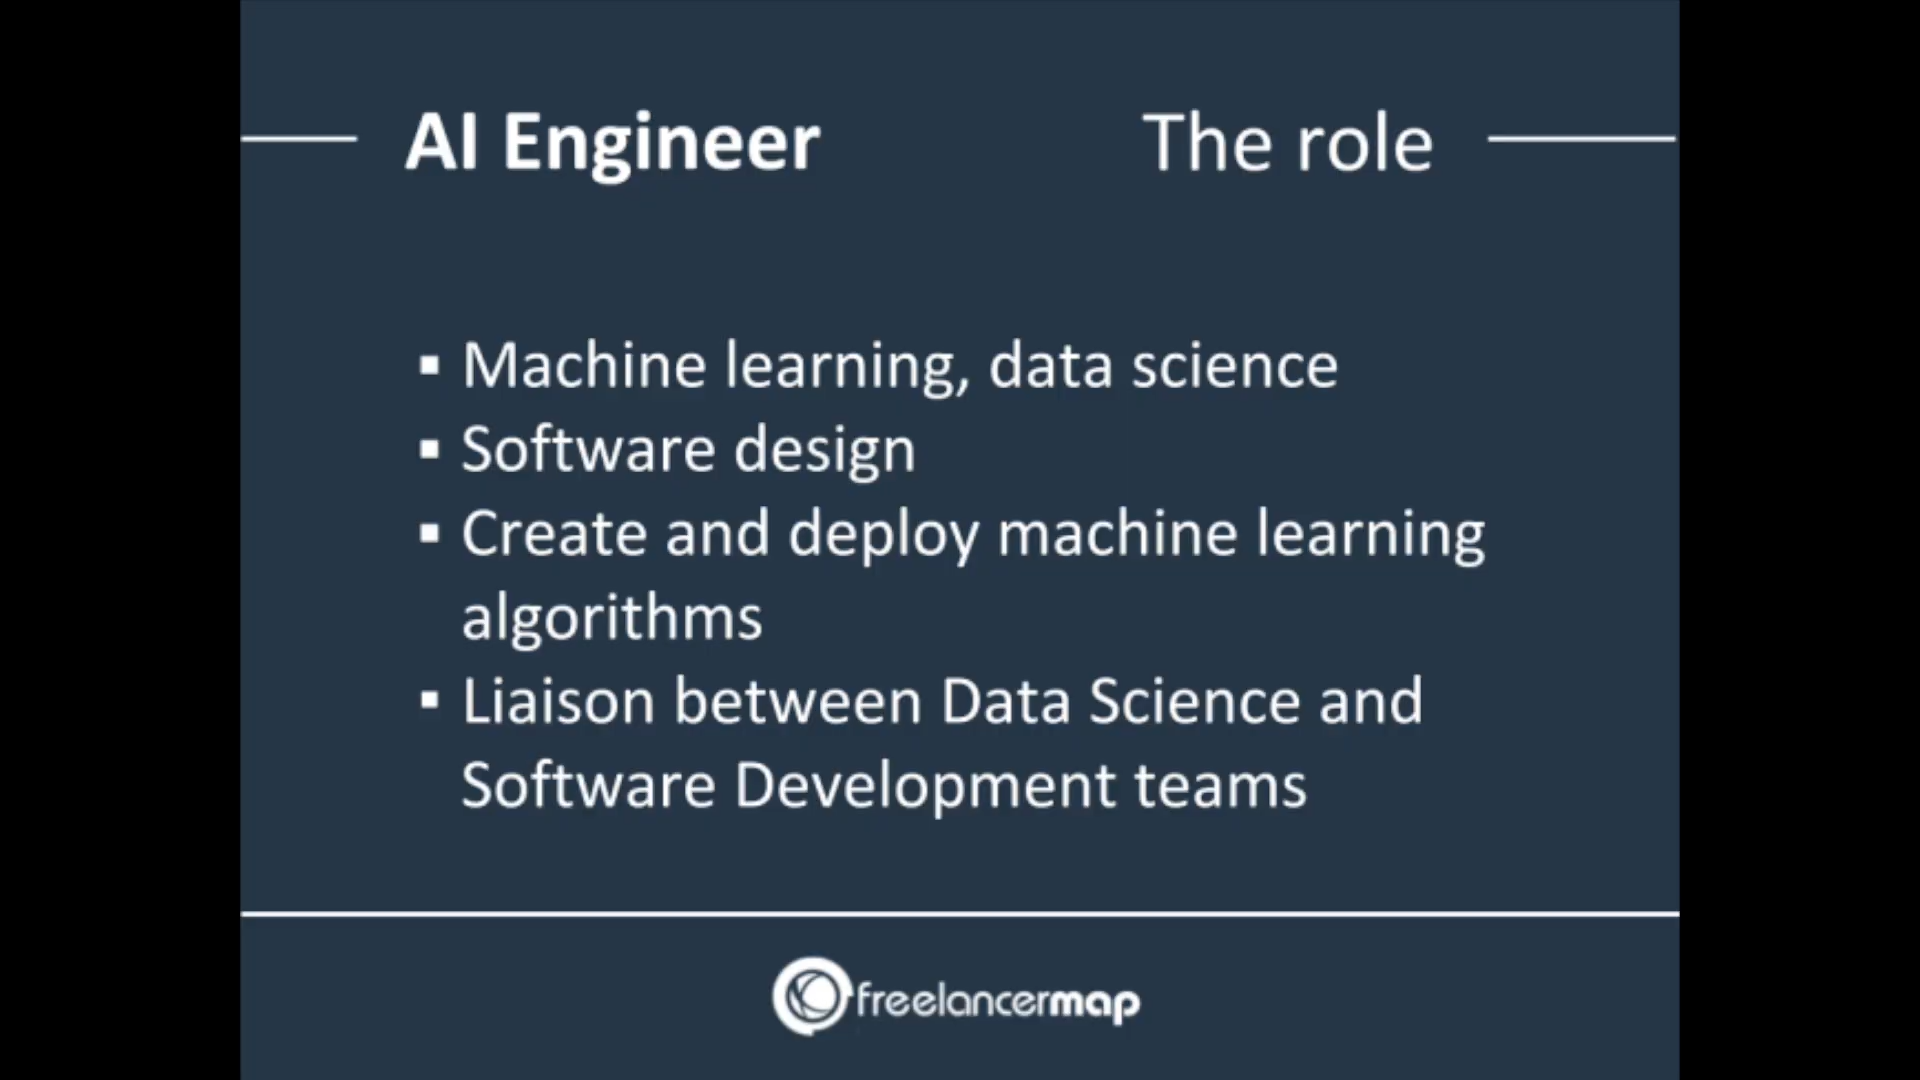 AI Engineer The role
▪ Machine learning, data science
▪ Software design
▪ Create and deploy machine learning
algorithms
▪ Liaison between Data Science and
Software Development teams
freelancermap